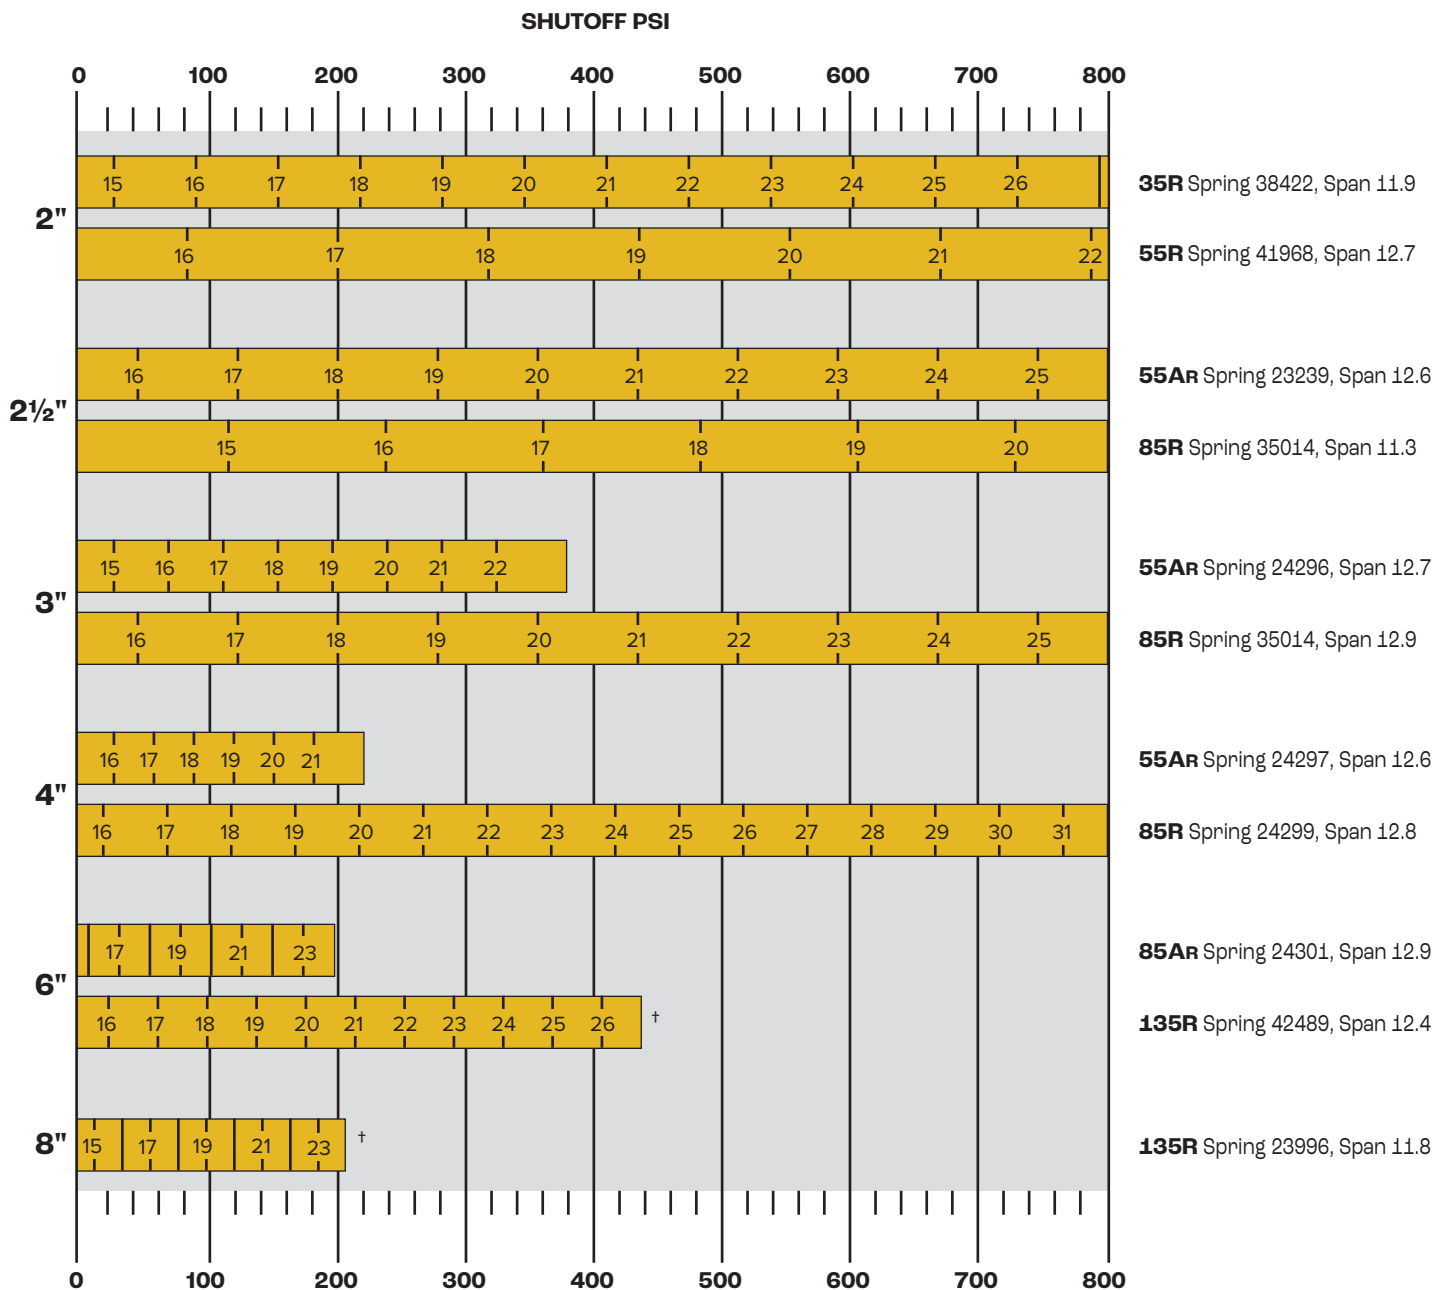 SHUTOFF PSI
0 100 200 300 400 500 600 700 800
15 16 17 18 19 20 21 22 23 24 25 26
35R Spring 38422, Span 11.9
2"
16 17 18 19 20 21 22
55R Spring 41968, Span 12.7
16 17 18 19 20 21 22 23 24 25
55AR Spring 23239, Span 12.6
2½"
15 16 17 18 19 20
85R Spring 35014, Span 11.3
15 16 17 18 19 20 21 22
55AR Spring 24296, Span 12.7
3"
16 17 18 19 20 21 22 23 24 25
85R Spring 35014, Span 12.9
16 17 18 19 20 21
55AR Spring 24297, Span 12.6
4"
16 17 18 19 20 21 22 23 24 25 26 27 28 29 30 31
85R Spring 24299, Span 12.8
17 19 21 23
85AR Spring 24301, Span 12.9
6"
16 17 18 19 20 21 22 23 24 25 26 †
135R Spring 42489, Span 12.4
8"
15 17 19 21 23 †
135R Spring 23996, Span 11.8
0 100 200 300 400 500 600 700 800